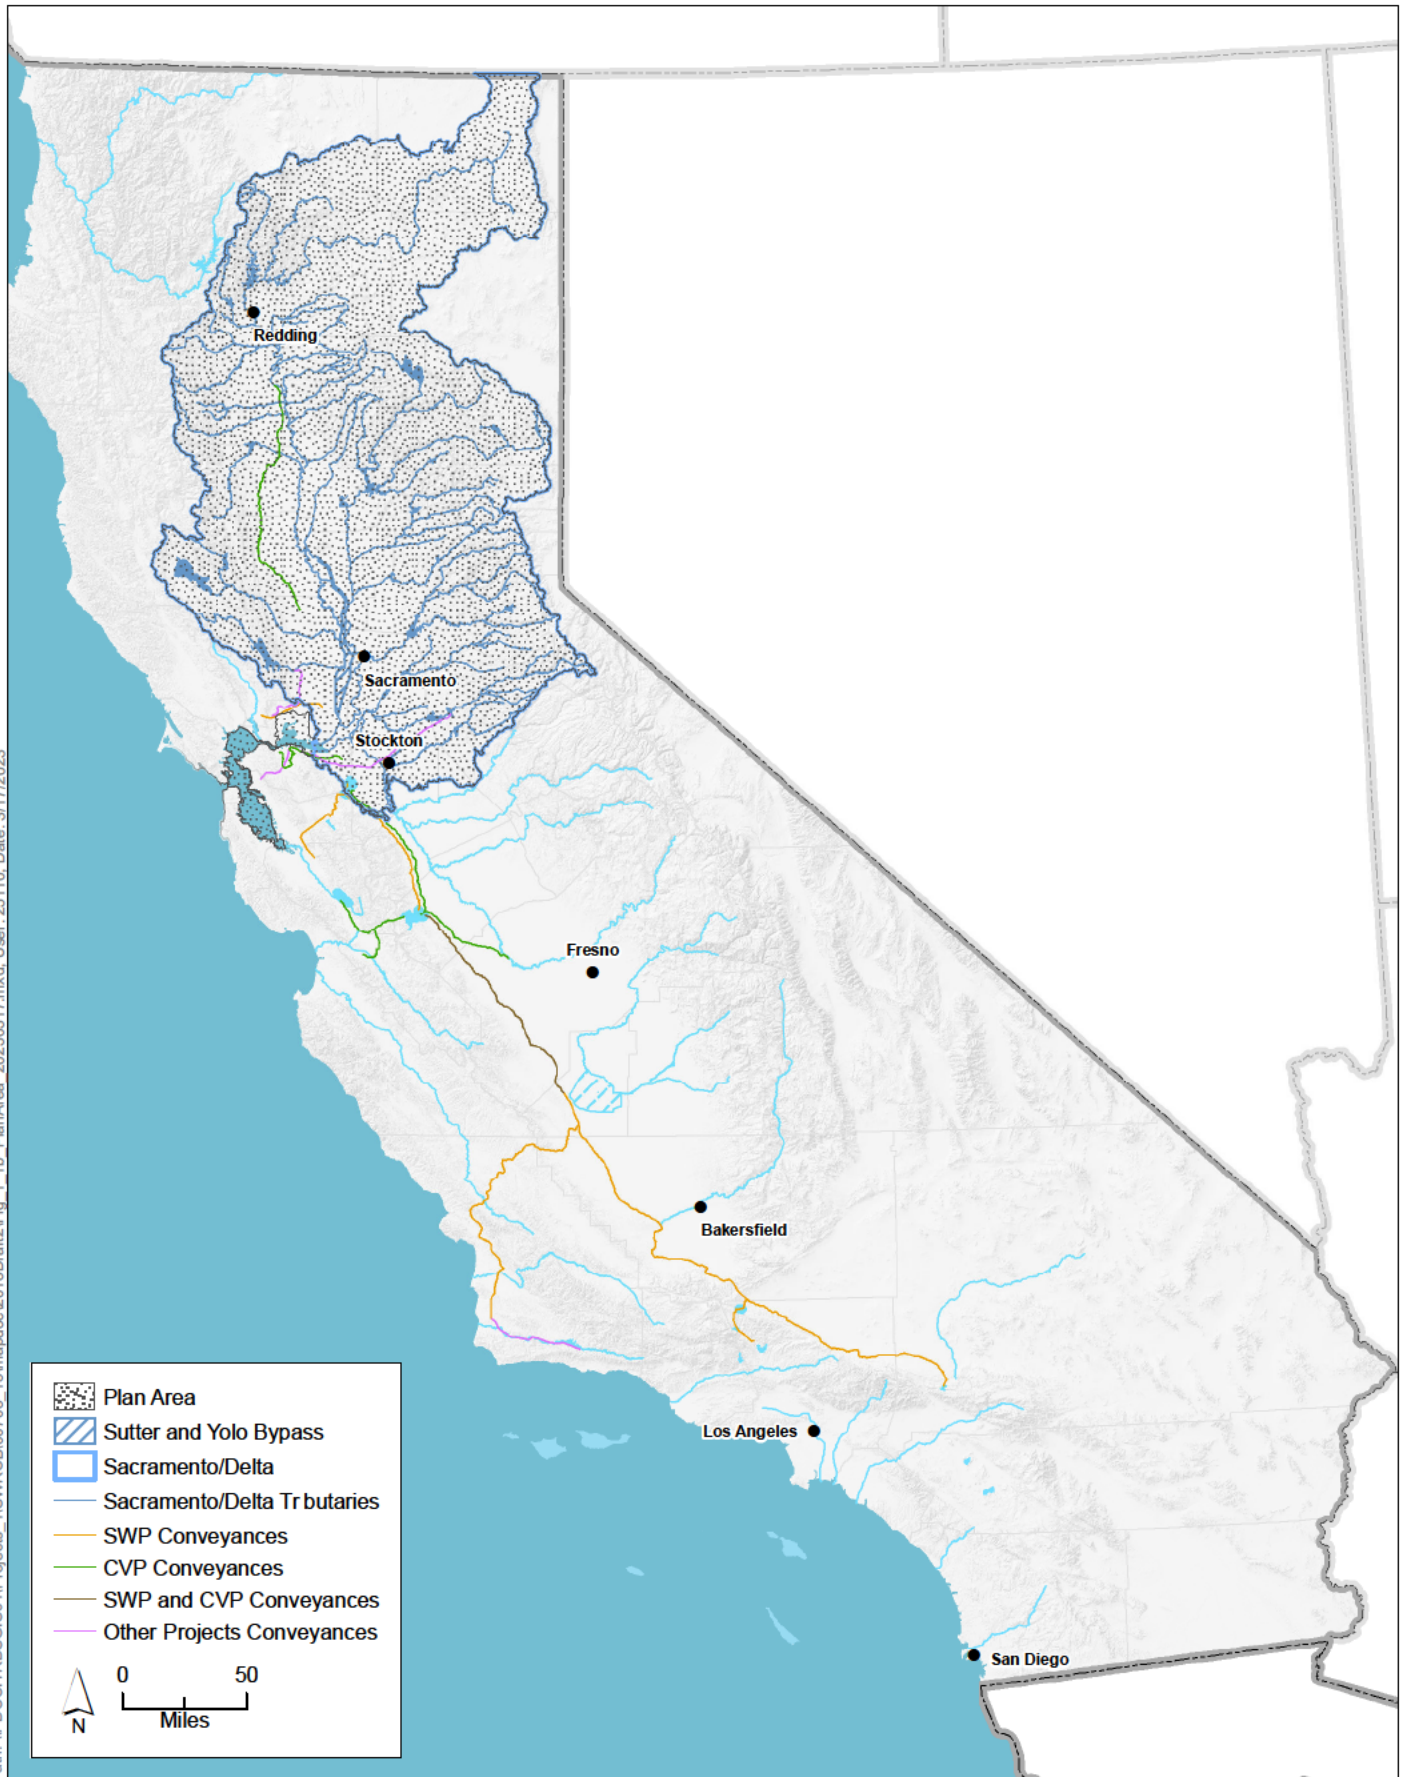 Redding
Sacramento
Stockton
Fresno
Bakersfield
Los Angeles
San Diego
Plan Area
Sutter and Yolo Bypass
Sacramento/Delta
Sacramento/Delta Tr butaries
SWP Conveyances
CVP Conveyances
SWP and CVP Conveyances
Other Projects Conveyances
0 50
Miles
N